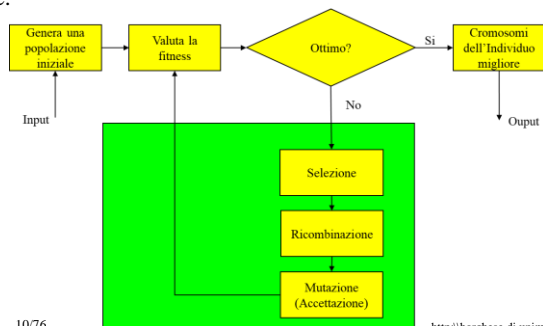 Genera una
popolazione
iniziale
Valuta la
fitness
Ottimo?
Si
Cromosomi
dell'Individuo
migliore
Input
No
Ouput
Selezione
Ricombinazione
Mutazione
(Accettazione)
10/76